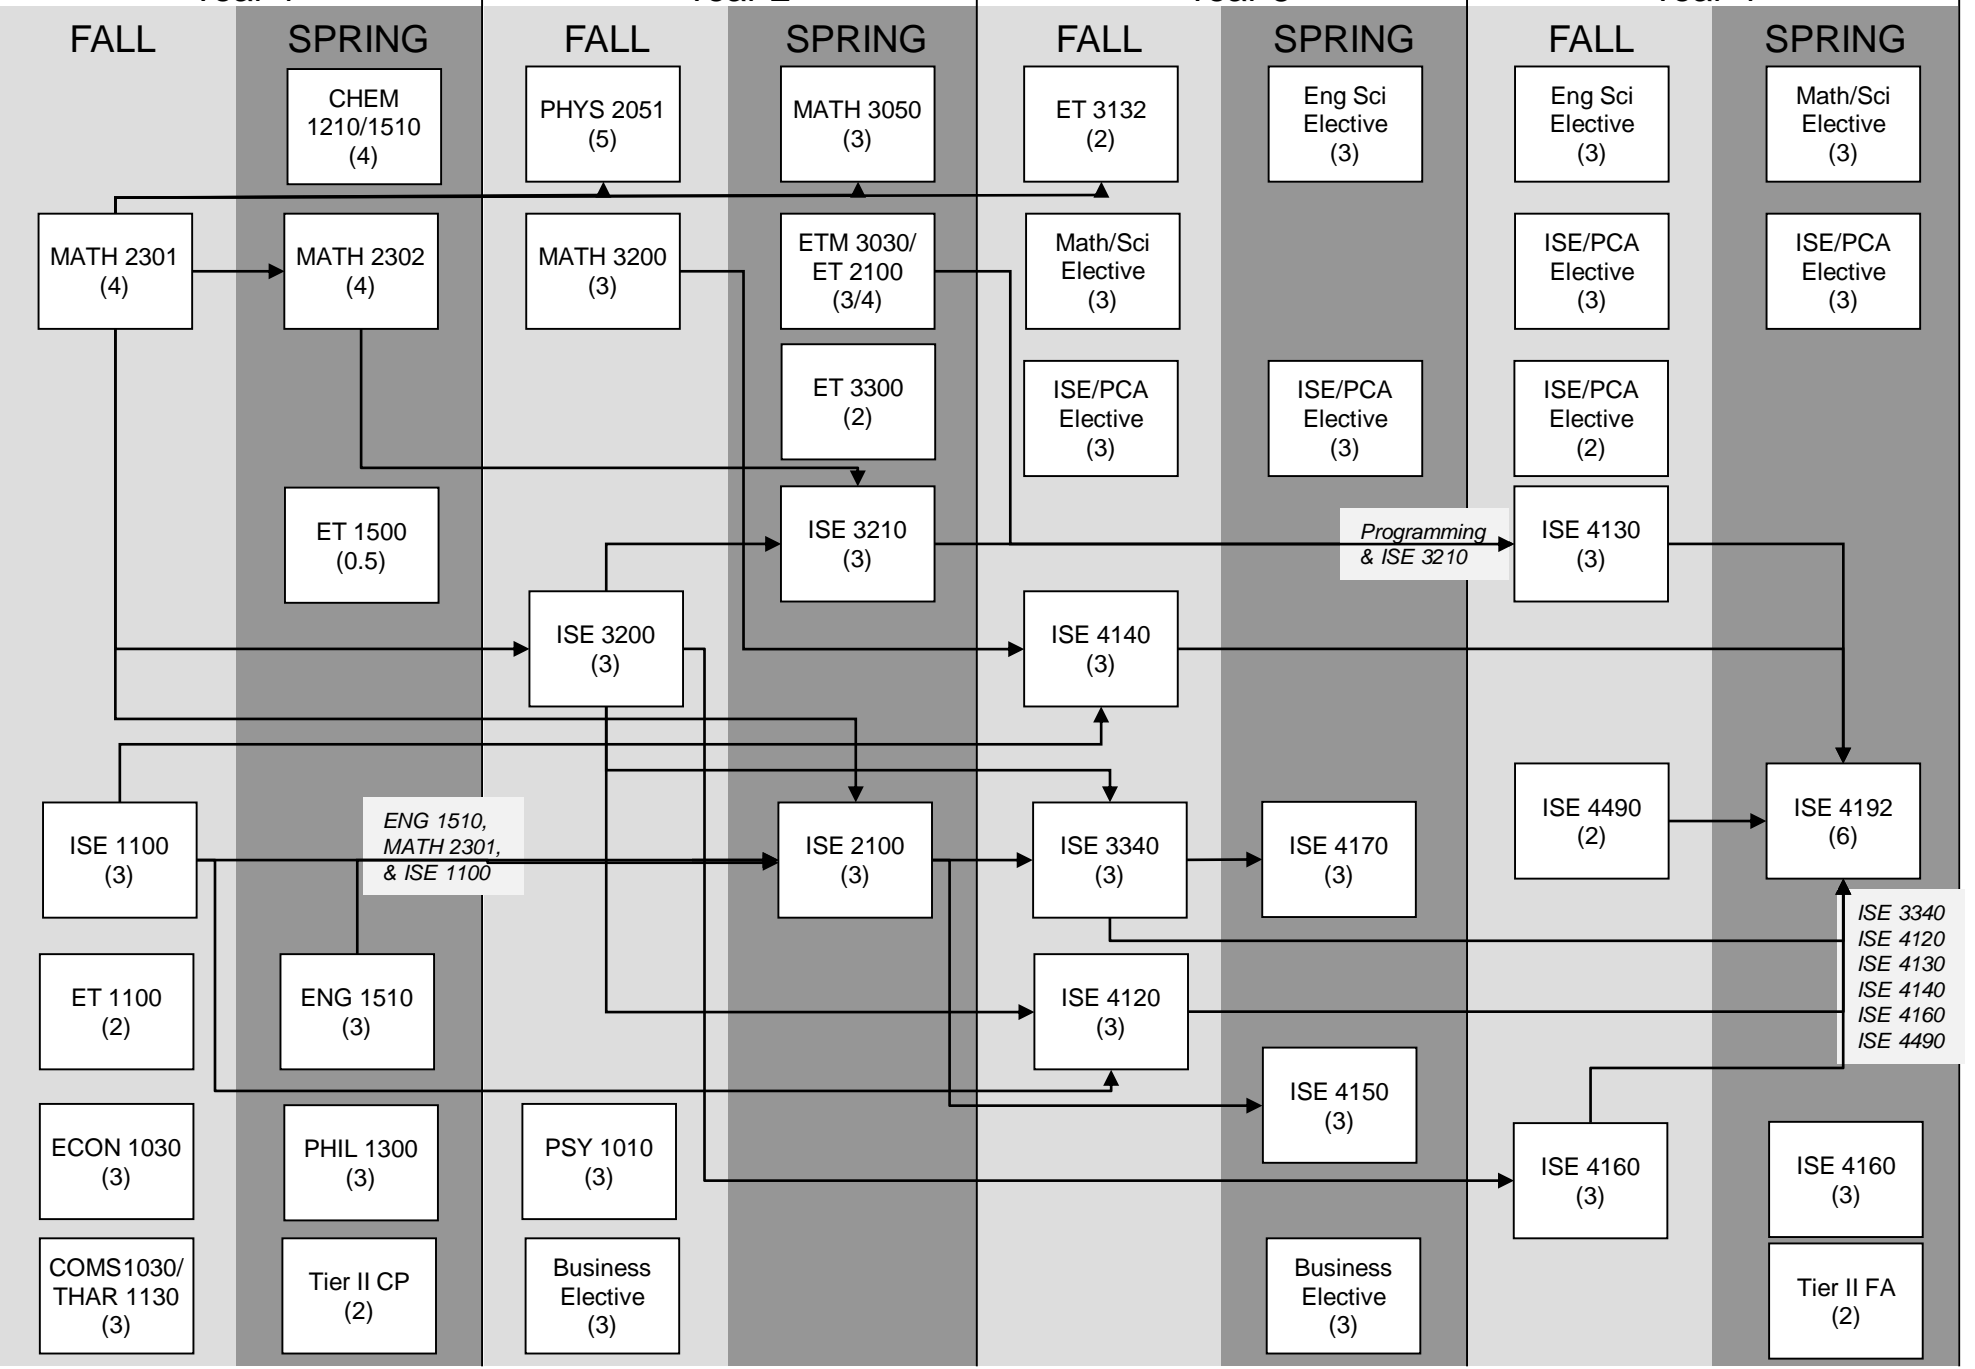 FALL
SPRING
FALL
SPRING
FALL
SPRING
FALL
SPRING
CHEM
1210/1510
(4)
PHYS 2051
(5)
MATH 3050
(3)
ET 3132
(2)
Eng Sci
Elective
(3)
Eng Sci
Elective
(3)
Math/Sci
Elective
(3)
MATH 2301
(4)
MATH 2302
(4)
MATH 3200
(3)
ETM 3030/
ET 2100
(3/4)
Math/Sci
Elective
(3)
ISE/PCA
Elective
(3)
ISE/PCA
Elective
(3)
ET 3300
(2)
ISE/PCA
Elective
(3)
ISE/PCA
Elective
(3)
ISE/PCA
Elective
(2)
ET 1500
(0.5)
ISE 3210
(3)
Programming
& ISE 3210
ISE 4130
(3)
ISE 3200
(3)
ISE 4140
(3)
ISE 1100
(3)
ENG 1510,
MATH 2301,
& ISE 1100
ISE 2100
(3)
ISE 3340
(3)
ISE 4170
(3)
ISE 4490
(2)
ISE 4192
(6)
ISE 3340
ISE 4120
ISE 4130
ISE 4140
ISE 4160
ISE 4490
ET 1100
(2)
ENG 1510
(3)
ISE 4120
(3)
ISE 4150
(3)
ECON 1030
(3)
PHIL 1300
(3)
PSY 1010
(3)
ISE 4160
(3)
ISE 4160
(3)
COMS1030/
THAR 1130
(3)
Tier II CP
(2)
Business
Elective
(3)
Business
Elective
(3)
Tier II FA
(2)